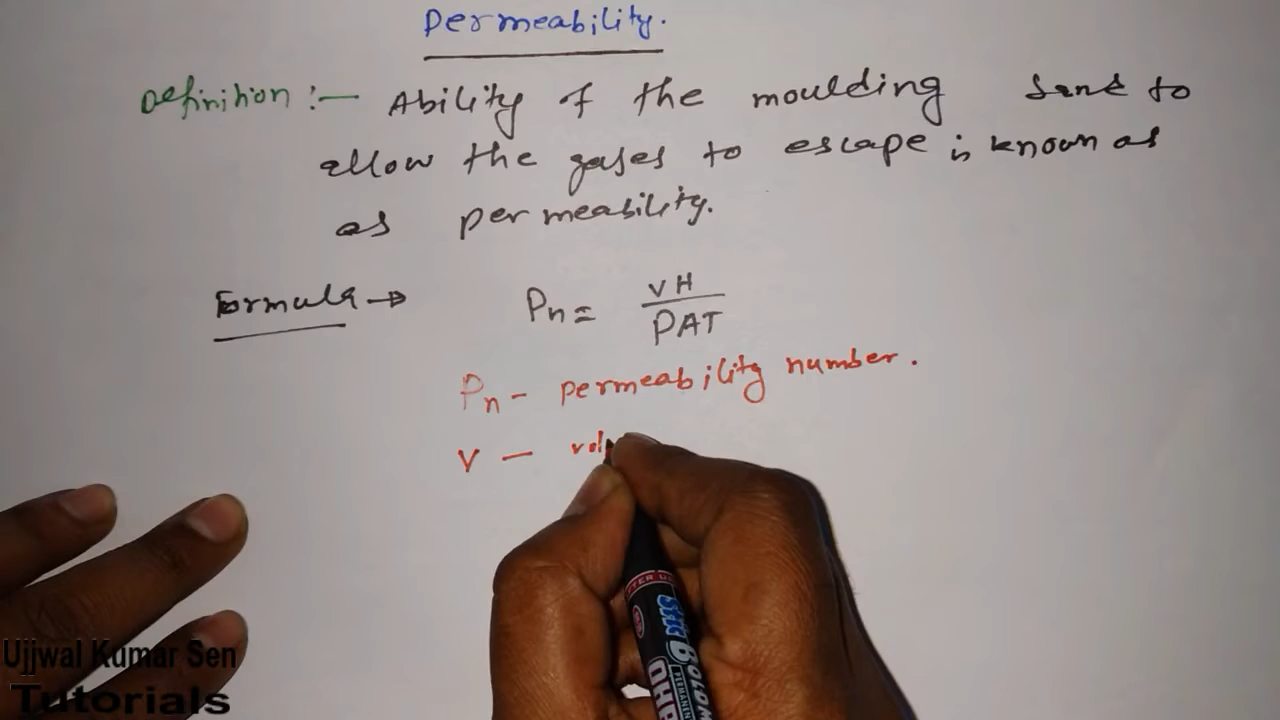 Permeability.
Definition :- Ability of the moulding sand to
allow the gases to escape is known as
as permeability.
Formula → Pn = VH
PAT
Pn - permeability number.
V - vol
Ujjwal Kumar Sen
Tutorials